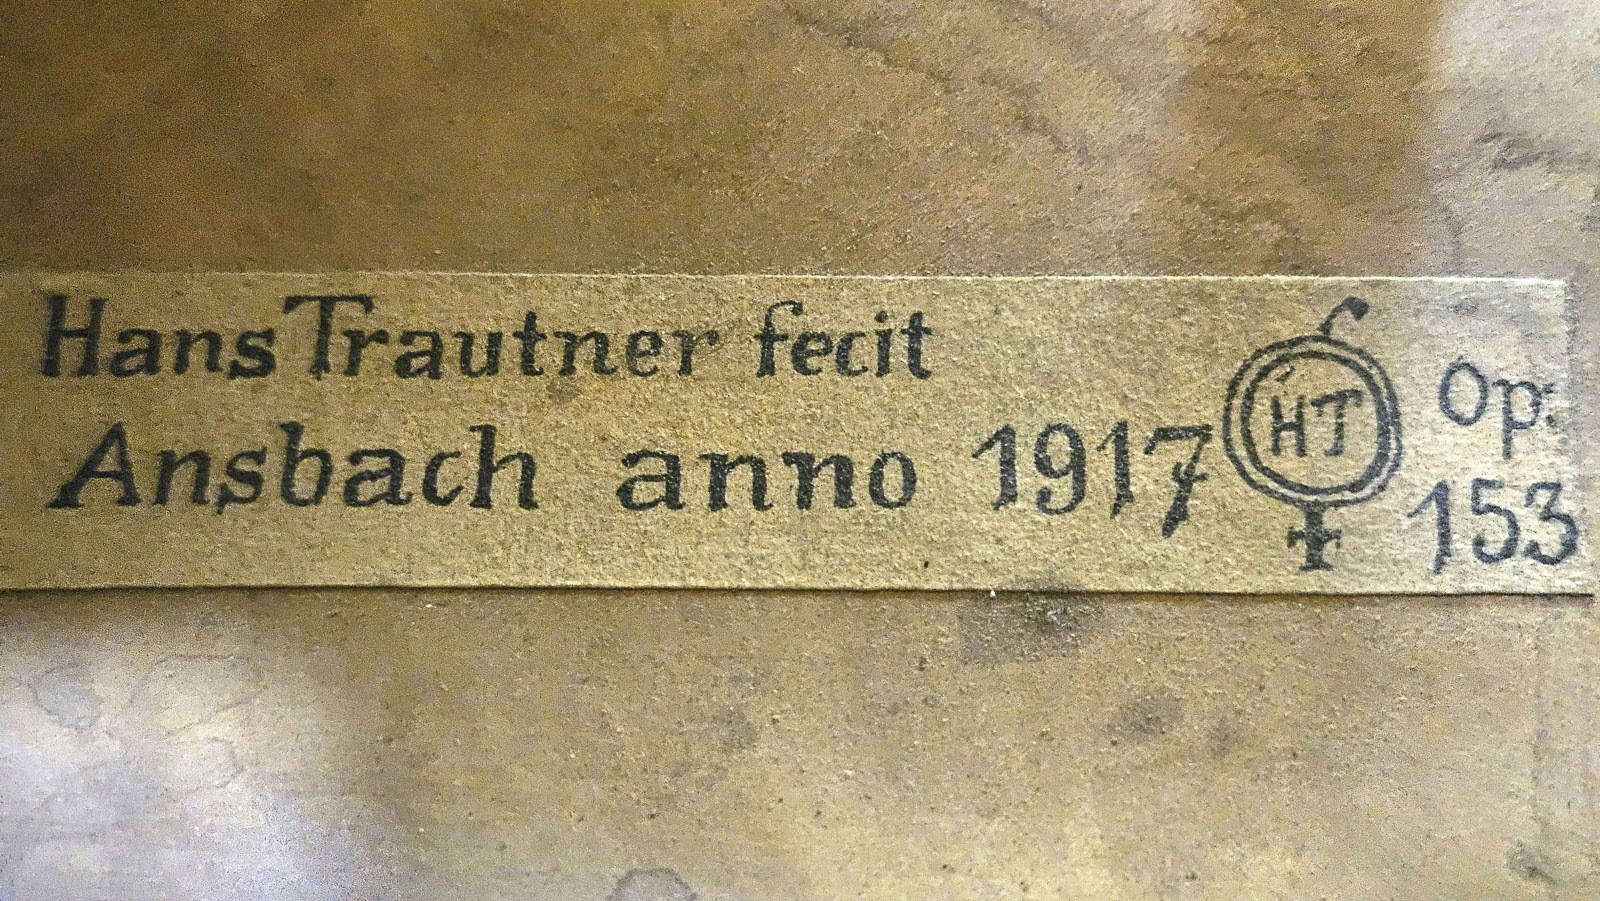 Hans Trautner fecit
Ansbach anno 1917
HT
Op:
153